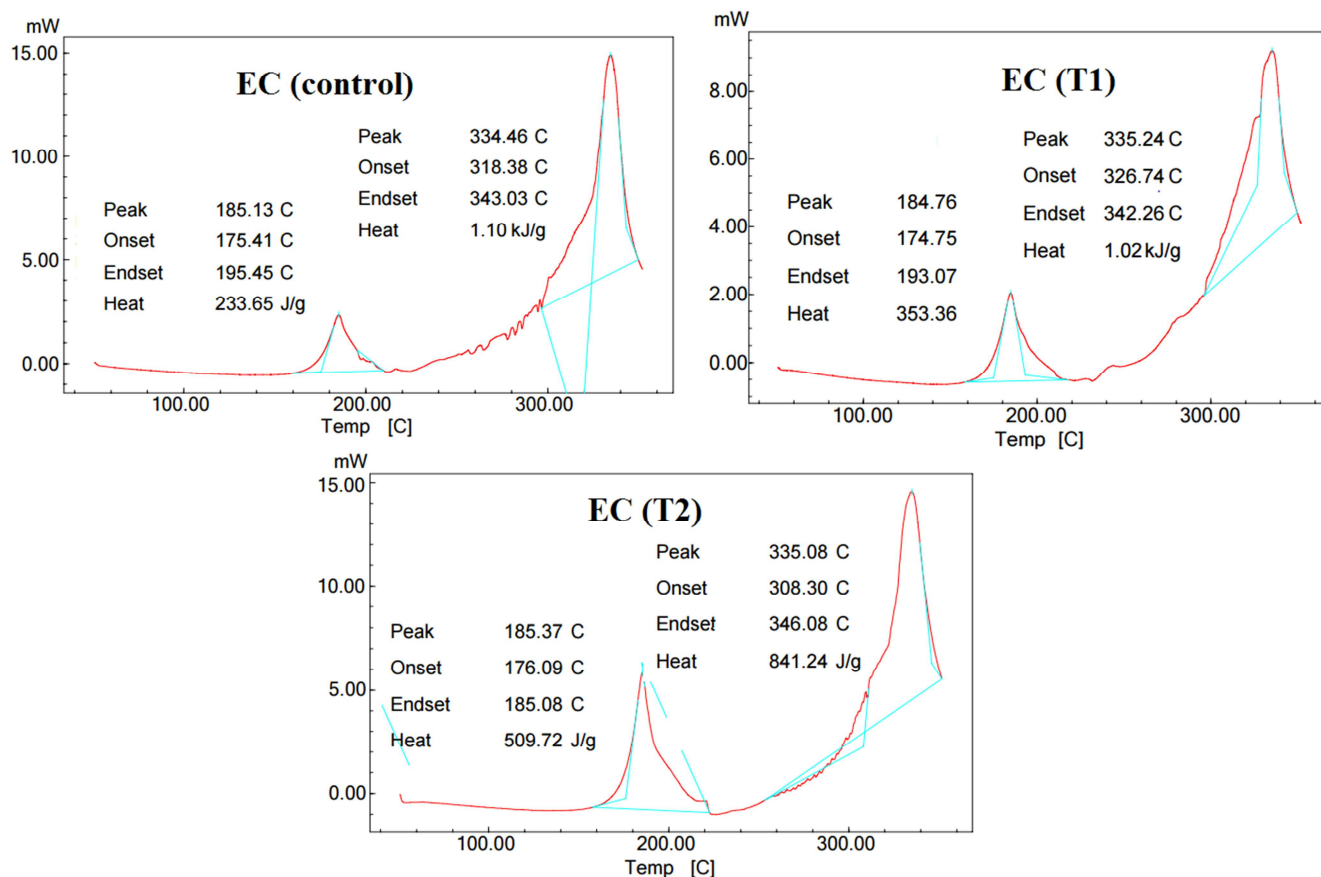 mW
15.00
10.00
5.00
0.00
EC (control)
Peak 334.46 C
Onset 318.38 C
Endset 343.03 C
Heat 1.10 kJ/g
Peak 185.13 C
Onset 175.41 C
Endset 195.45 C
Heat 233.65 J/g
100.00 200.00 300.00
Temp [C]
mW
8.00
6.00
4.00
2.00
0.00
EC (T1)
Peak 335.24 C
Onset 326.74 C
Endset 342.26 C
Heat 1.02 kJ/g
Peak 184.76
Onset 174.75
Endset 193.07
Heat 353.36
100.00 200.00 300.00
Temp [C]
mW
15.00
10.00
5.00
0.00
EC (T2)
Peak 335.08 C
Onset 308.30 C
Endset 346.08 C
Heat 841.24 J/g
Peak 185.37 C
Onset 176.09 C
Endset 185.08 C
Heat 509.72 J/g
100.00 200.00 300.00
Temp [C]